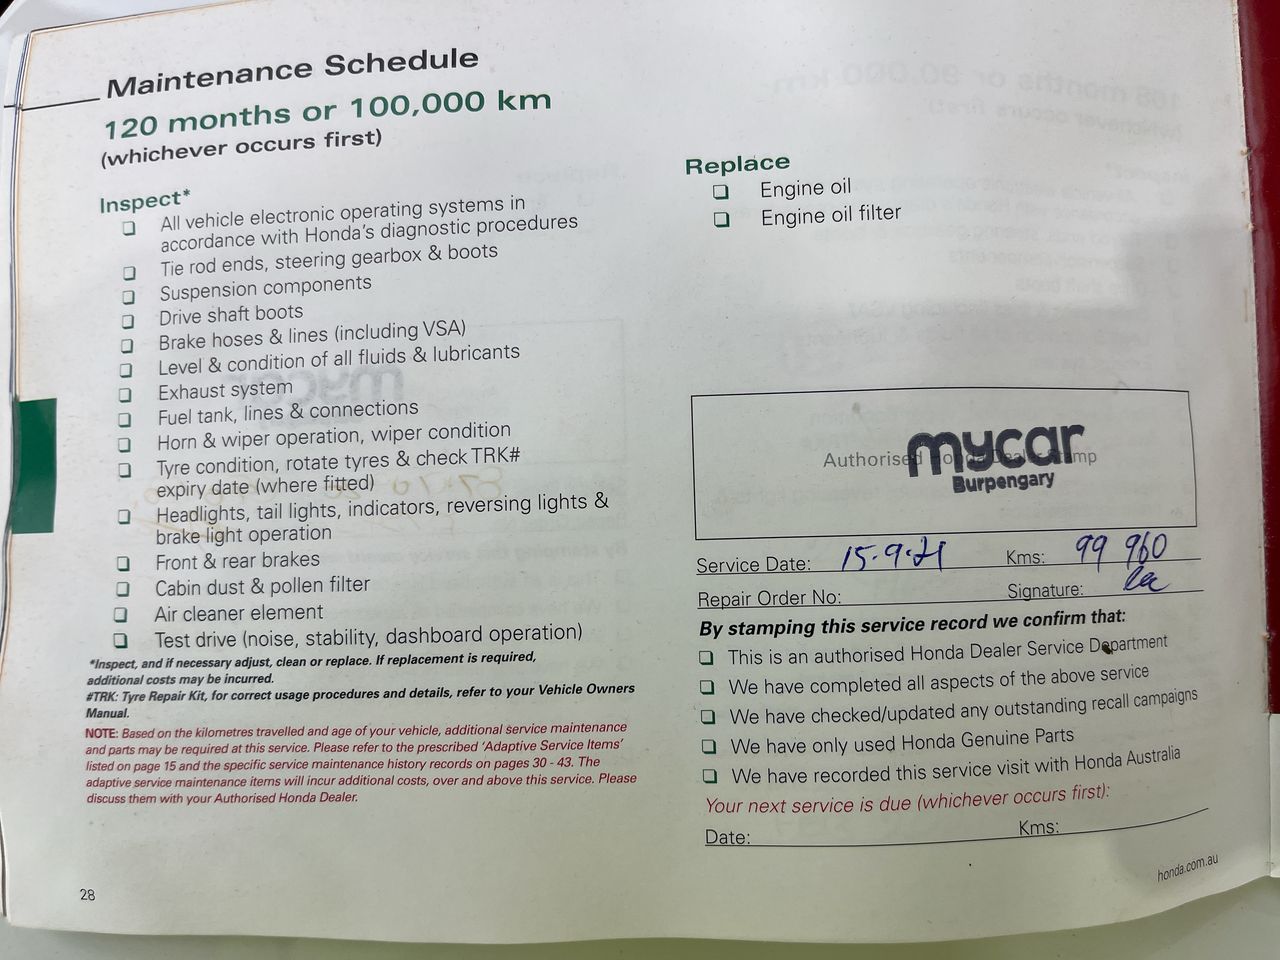 Maintenance Schedule
120 months or 100,000 km
(whichever occurs first)
Inspect*
❏ All vehicle electronic operating systems in
accordance with Honda's diagnostic procedures
❏ Tie rod ends, steering gearbox & boots
❏ Suspension components
❏ Drive shaft boots
❏ Brake hoses & lines (including VSA)
❏ Level & condition of all fluids & lubricants
❏ Exhaust system
❏ Fuel tank, lines & connections
❏ Horn & wiper operation, wiper condition
❏ Tyre condition, rotate tyres & check TRK#
expiry date (where fitted)
❏ Headlights, tail lights, indicators, reversing lights &
brake light operation
❏ Front & rear brakes
❏ Cabin dust & pollen filter
❏ Air cleaner element
❏ Test drive (noise, stability, dashboard operation)
*Inspect, and if necessary adjust, clean or replace. If replacement is required,
additional costs may be incurred.
#TRK: Tyre Repair Kit, for correct usage procedures and details, refer to your Vehicle Owners
Manual.
NOTE: Based on the kilometres travelled and age of your vehicle, additional service maintenance
and parts may be required at this service. Please refer to the prescribed 'Adaptive Service Items'
listed on page 15 and the specific service maintenance history records on pages 30 - 43. The
adaptive service maintenance items will incur additional costs, over and above this service. Please
discuss them with your Authorised Honda Dealer.
28
Replace
❏ Engine oil
❏ Engine oil filter
Authorised Honda Dealer Stamp
mycar
Burpengary
Service Date: 15.9.21 Kms: 99 960
Repair Order No: Signature:
By stamping this service record we confirm that:
❏ This is an authorised Honda Dealer Service Department
❏ We have completed all aspects of the above service
❏ We have checked/updated any outstanding recall campaigns
❏ We have only used Honda Genuine Parts
❏ We have recorded this service visit with Honda Australia
Your next service is due (whichever occurs first):
Date: Kms:
honda.com.au